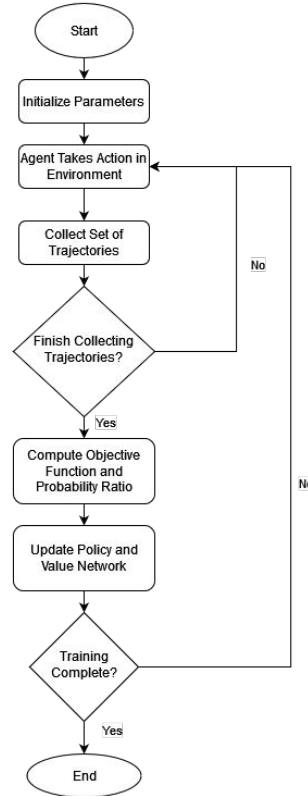 Start
Initialize Parameters
Agent Takes Action in
Environment
Collect Set of
Trajectories
No
Finish Collecting
Trajectories?
Yes
Compute Objective
Function and
Probability Ratio
No
Update Policy and
Value Network
Training
Complete?
Yes
End